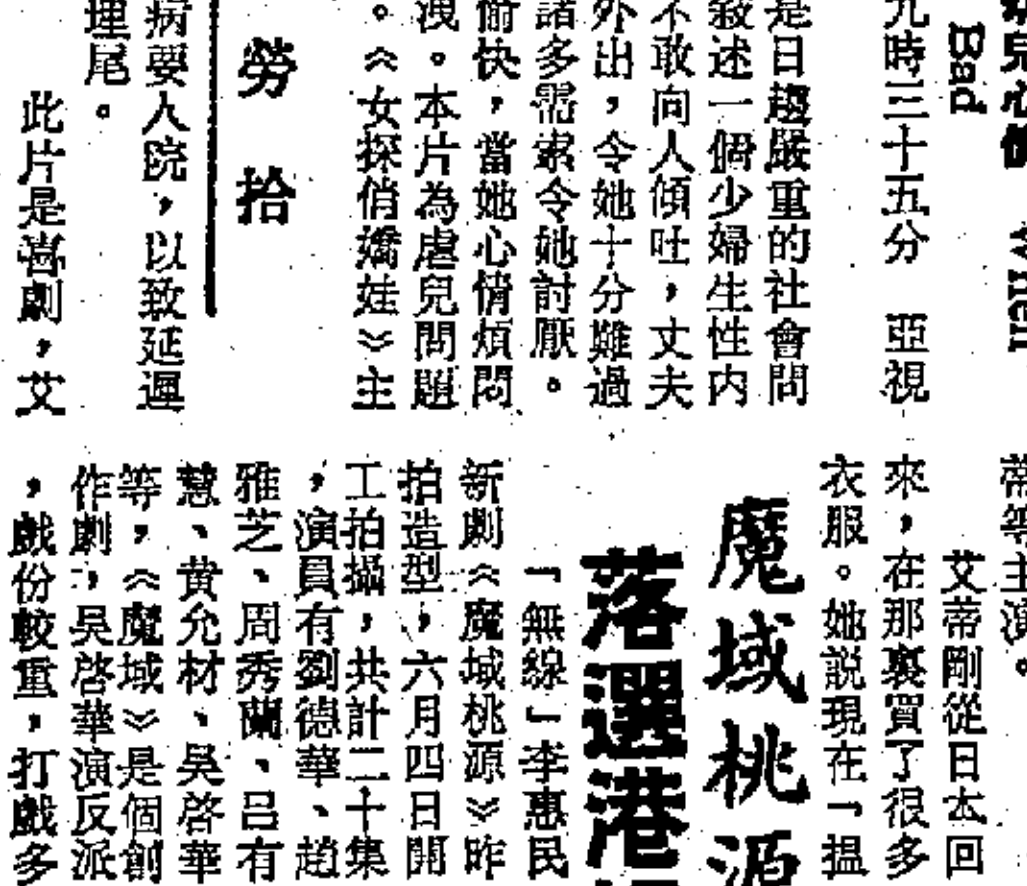 Bad
When
九時三十五分　亞視
是日趨嚴重的社會問
敍述一個少婦生性内
不敢向人傾吐，丈夫
外出，令她十分難過
諸多需索令她討厭。
愉快，當她心情煩悶
洩。本片為虐兒問題
。《女探俏嬌娃》主
勞拾
病要入院，以致延遲
埋尾。
此片是喜劇，艾
蒂等主演。
艾蒂剛從日本回
來，在那裏買了很多
衣服。她説現在「揾
魔域桃源
落選港
「無線」李惠民
新劇《魔域桃源》昨
拍造型，六月四日開
工拍攝，共計二十集
，演員有劉德華、趙
雅芝、周秀蘭、呂有
慧、黄允材、吳啓華
等，《魔域》是個創
作劇，吳啓華演反派
，戲份較重，打戲多